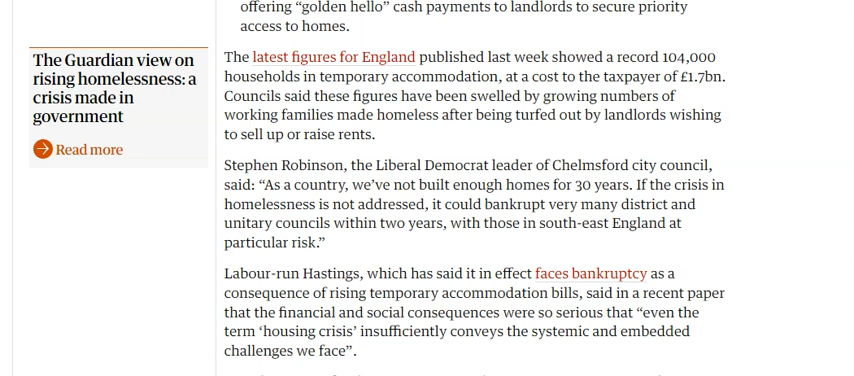 offering “golden hello” cash payments to landlords to secure priority
access to homes.
The Guardian view on
rising homelessness: a
crisis made in
government
Read more
The latest figures for England published last week showed a record 104,000
households in temporary accommodation, at a cost to the taxpayer of £1.7bn.
Councils said these figures have been swelled by growing numbers of
working families made homeless after being turfed out by landlords wishing
to sell up or raise rents.
Stephen Robinson, the Liberal Democrat leader of Chelmsford city council,
said: “As a country, we’ve not built enough homes for 30 years. If the crisis in
homelessness is not addressed, it could bankrupt very many district and
unitary councils within two years, with those in south-east England at
particular risk.”
Labour-run Hastings, which has said it in effect faces bankruptcy as a
consequence of rising temporary accommodation bills, said in a recent paper
that the financial and social consequences were so serious that “even the
term ‘housing crisis’ insufficiently conveys the systemic and embedded
challenges we face”.